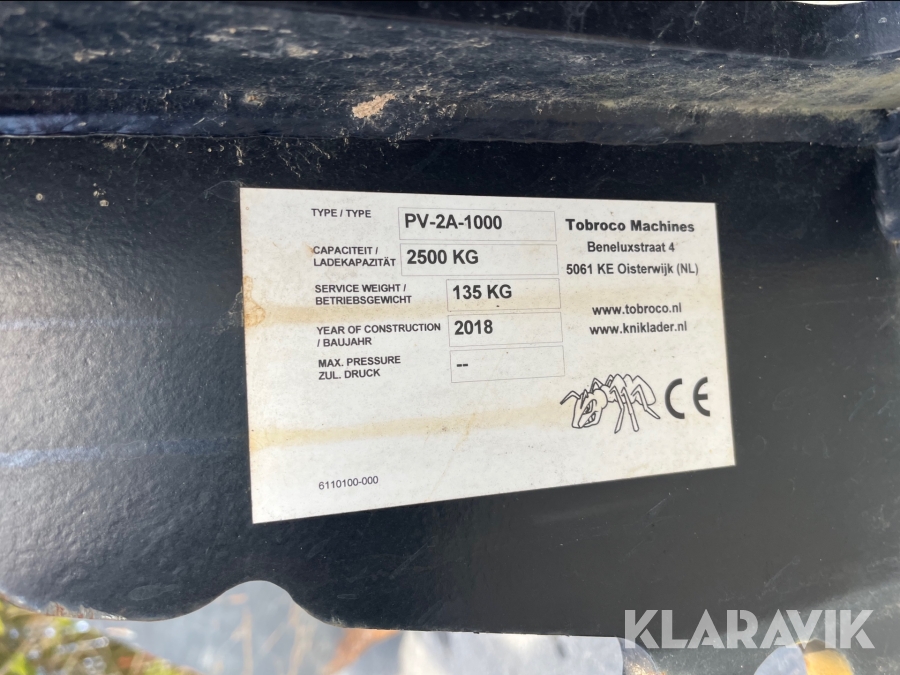 TYPE / TYPE PV-2A-1000
CAPACITEIT /
LADEKAPAZITÄT 2500 KG
SERVICE WEIGHT /
BETRIEBSGEWICHT 135 KG
YEAR OF CONSTRUCTION
/ BAUJAHR 2018
MAX. PRESSURE
ZUL. DRUCK --
6110100-000
Tobroco Machines
Beneluxstraat 4
5061 KE Oisterwijk (NL)
www.tobroco.nl
www.kniklader.nl
CE
KLARAVIK